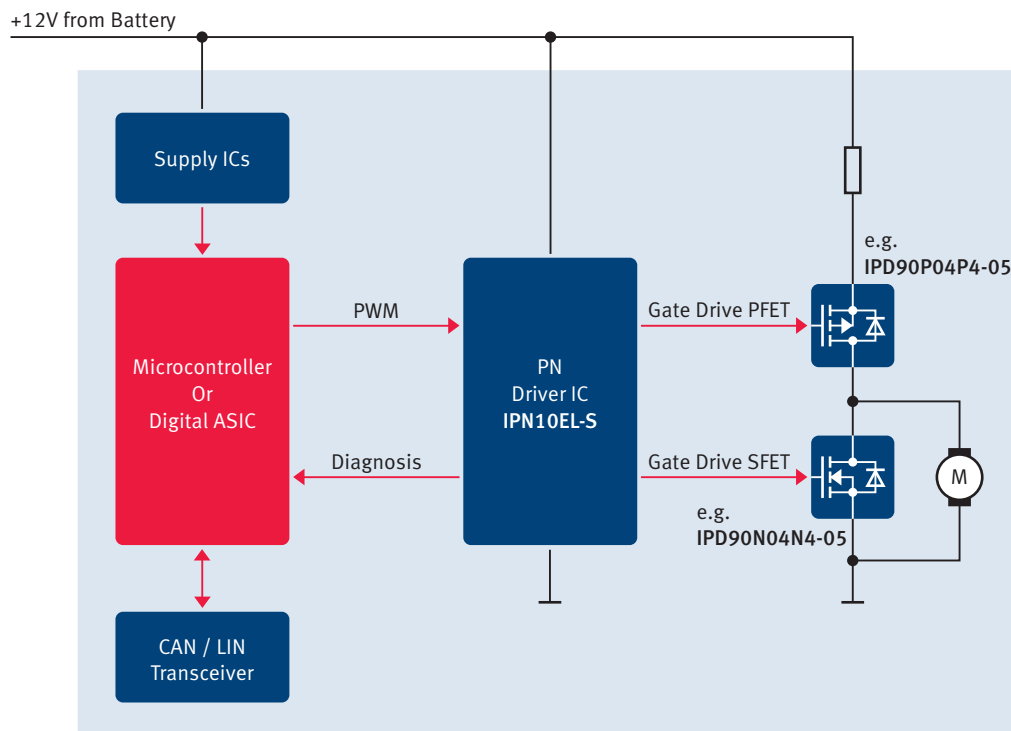 +12V from Battery
Supply ICs
e.g.
IPD90P04P4-05
PWM
Gate Drive PFET
Microcontroller
Or
Digital ASIC
PN
Driver IC
IPN10EL-S
Diagnosis
Gate Drive SFET
M
e.g.
IPD90N04N4-05
CAN / LIN
Transceiver